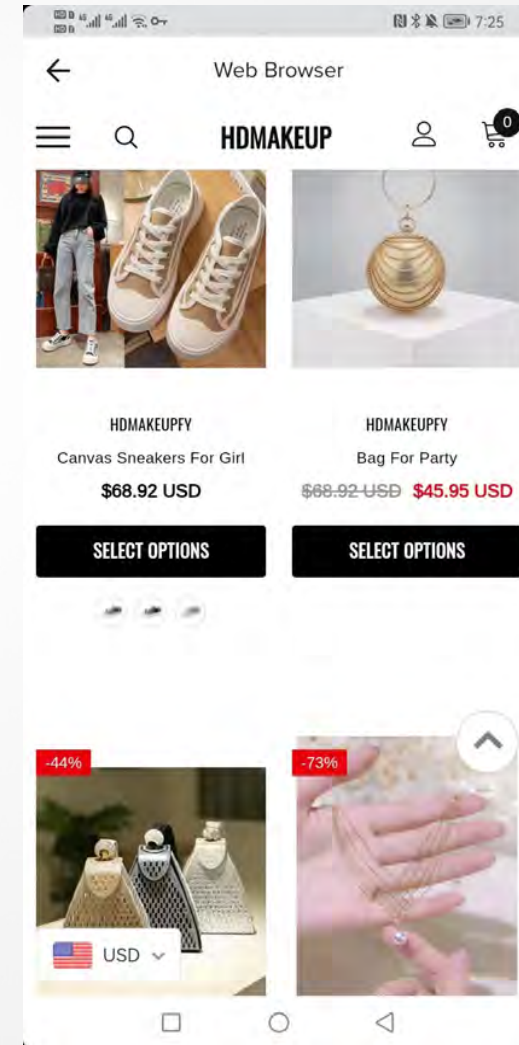 7:25
Web Browser
HDMAKEUP
0
HDMAKEUPFY
Canvas Sneakers For Girl
$68.92 USD
SELECT OPTIONS
HDMAKEUPFY
Bag For Party
$68.92 USD $45.95 USD
SELECT OPTIONS
-44%
-73%
USD